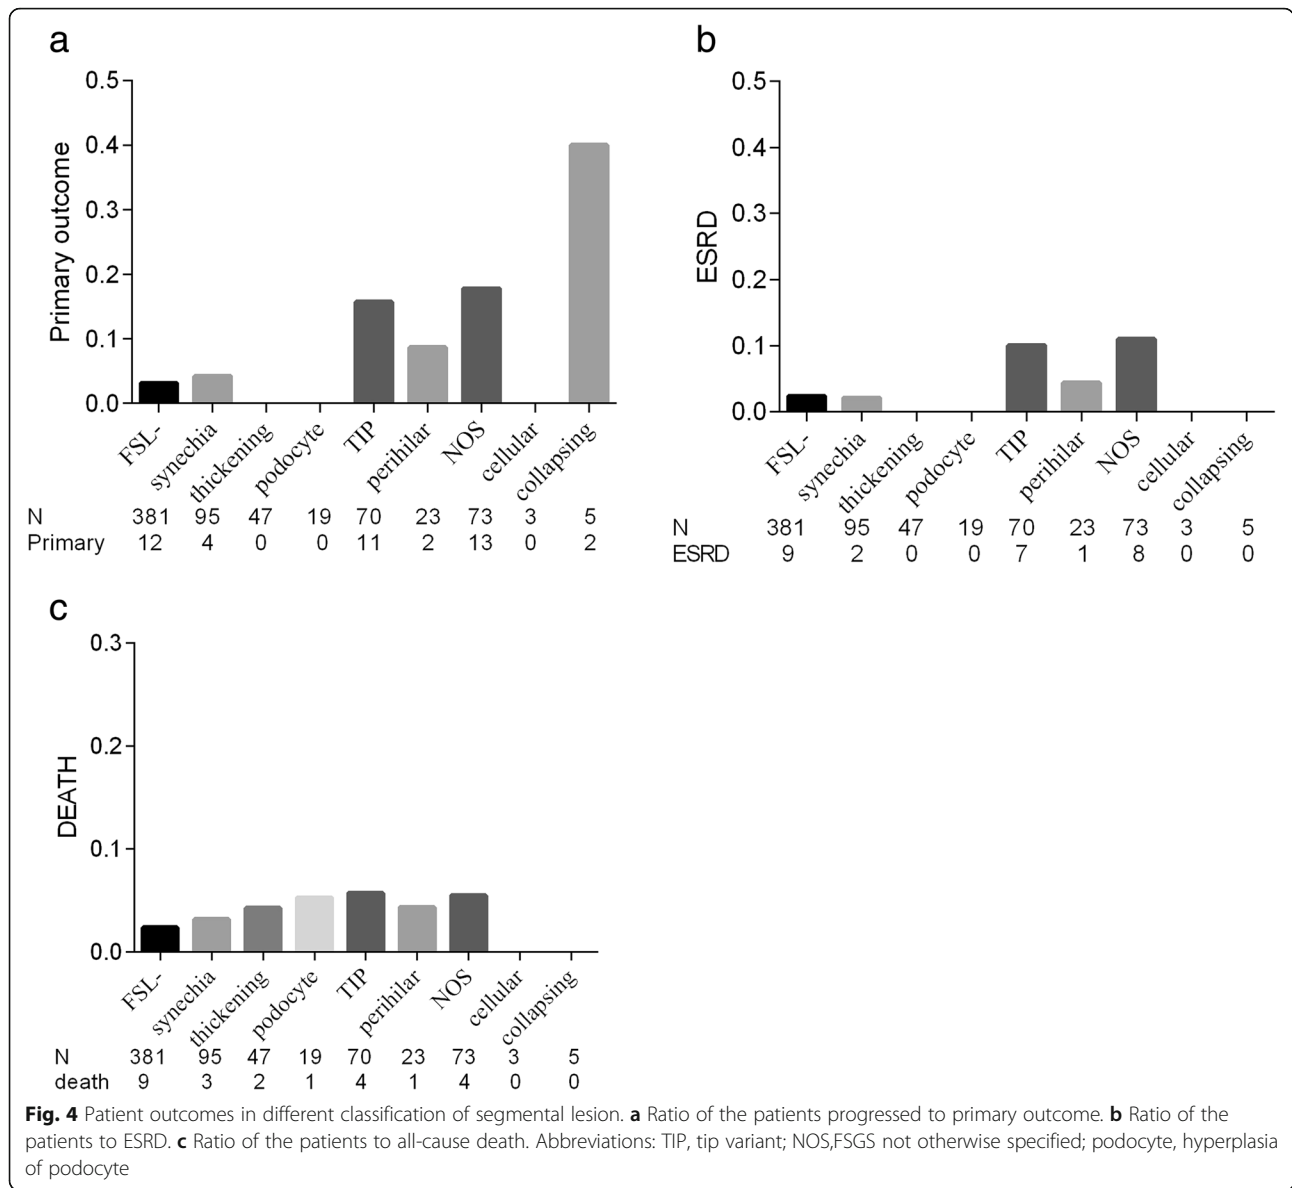 a
0.5
0.4
0.3
0.2
0.1
0.0
Primary outcome
FSL- synechia thickening podocyte TIP perihilar NOS cellular collapsing
N 381 95 47 19 70 23 73 3 5
Primary 12 4 0 0 11 2 13 0 2
b
0.5
0.4
0.3
0.2
0.1
0.0
ESRD
FSL- synechia thickening podocyte TIP perihilar NOS cellular collapsing
N 381 95 47 19 70 23 73 3 5
ESRD 9 2 0 0 7 1 8 0 0
c
0.3
0.2
0.1
0.0
DEATH
FSL- synechia thickening podocyte TIP perihilar NOS cellular collapsing
N 381 95 47 19 70 23 73 3 5
death 9 3 2 1 4 1 4 0 0
Fig. 4 Patient outcomes in different classification of segmental lesion. a Ratio of the patients progressed to primary outcome. b Ratio of the
patients to ESRD. c Ratio of the patients to all-cause death. Abbreviations: TIP, tip variant; NOS,FSGS not otherwise specified; podocyte, hyperplasia
of podocyte